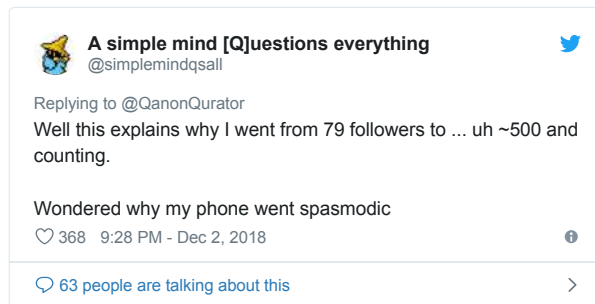 A simple mind [Q]uestions everything
@simplemindqsall
Replying to @QanonQurator
Well this explains why I went from 79 followers to ... uh ~500 and
counting.
Wondered why my phone went spasmodic
368 9:28 PM - Dec 2, 2018
63 people are talking about this